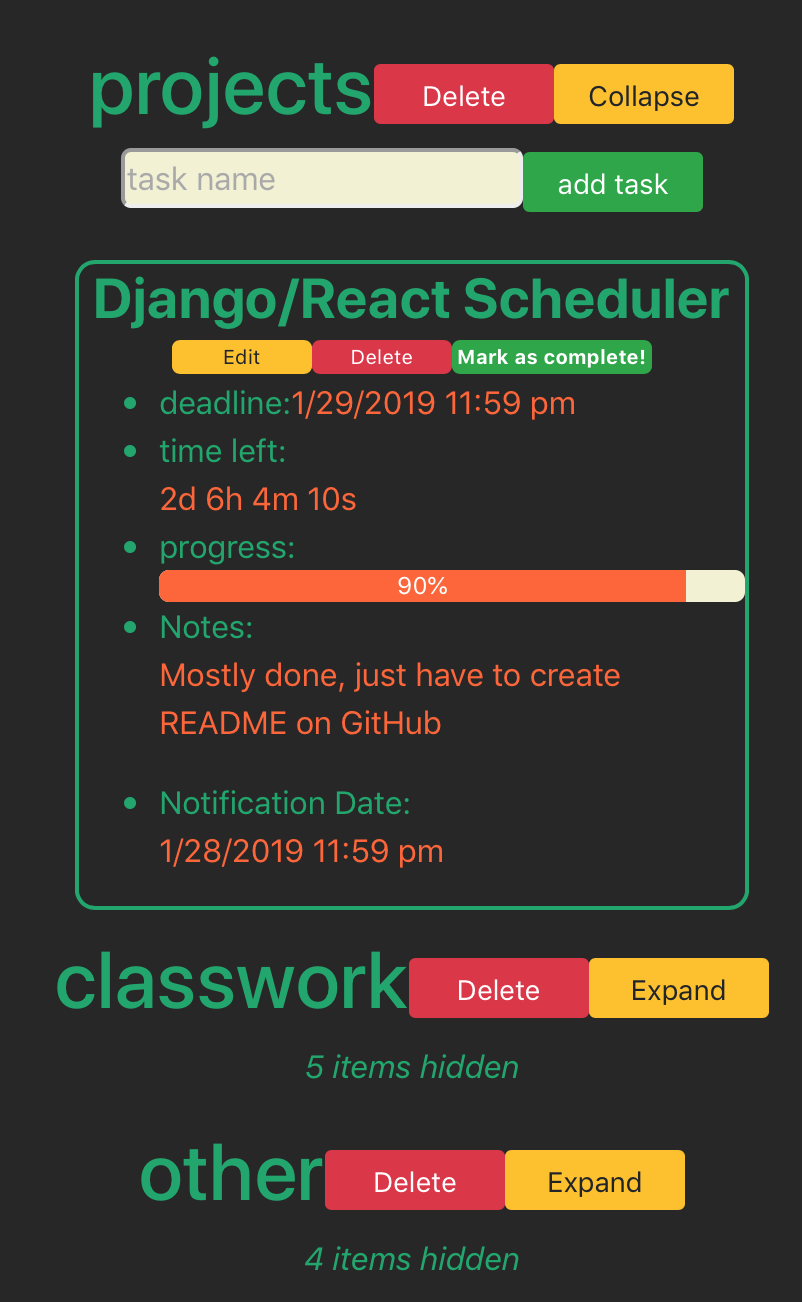 projects Delete Collapse
task name add task
Django/React Scheduler
Edit Delete Mark as complete!
deadline:1/29/2019 11:59 pm
time left:
2d 6h 4m 10s
progress:
90%
Notes:
Mostly done, just have to create
README on GitHub
Notification Date:
1/28/2019 11:59 pm
classwork Delete Expand
5 items hidden
other Delete Expand
4 items hidden